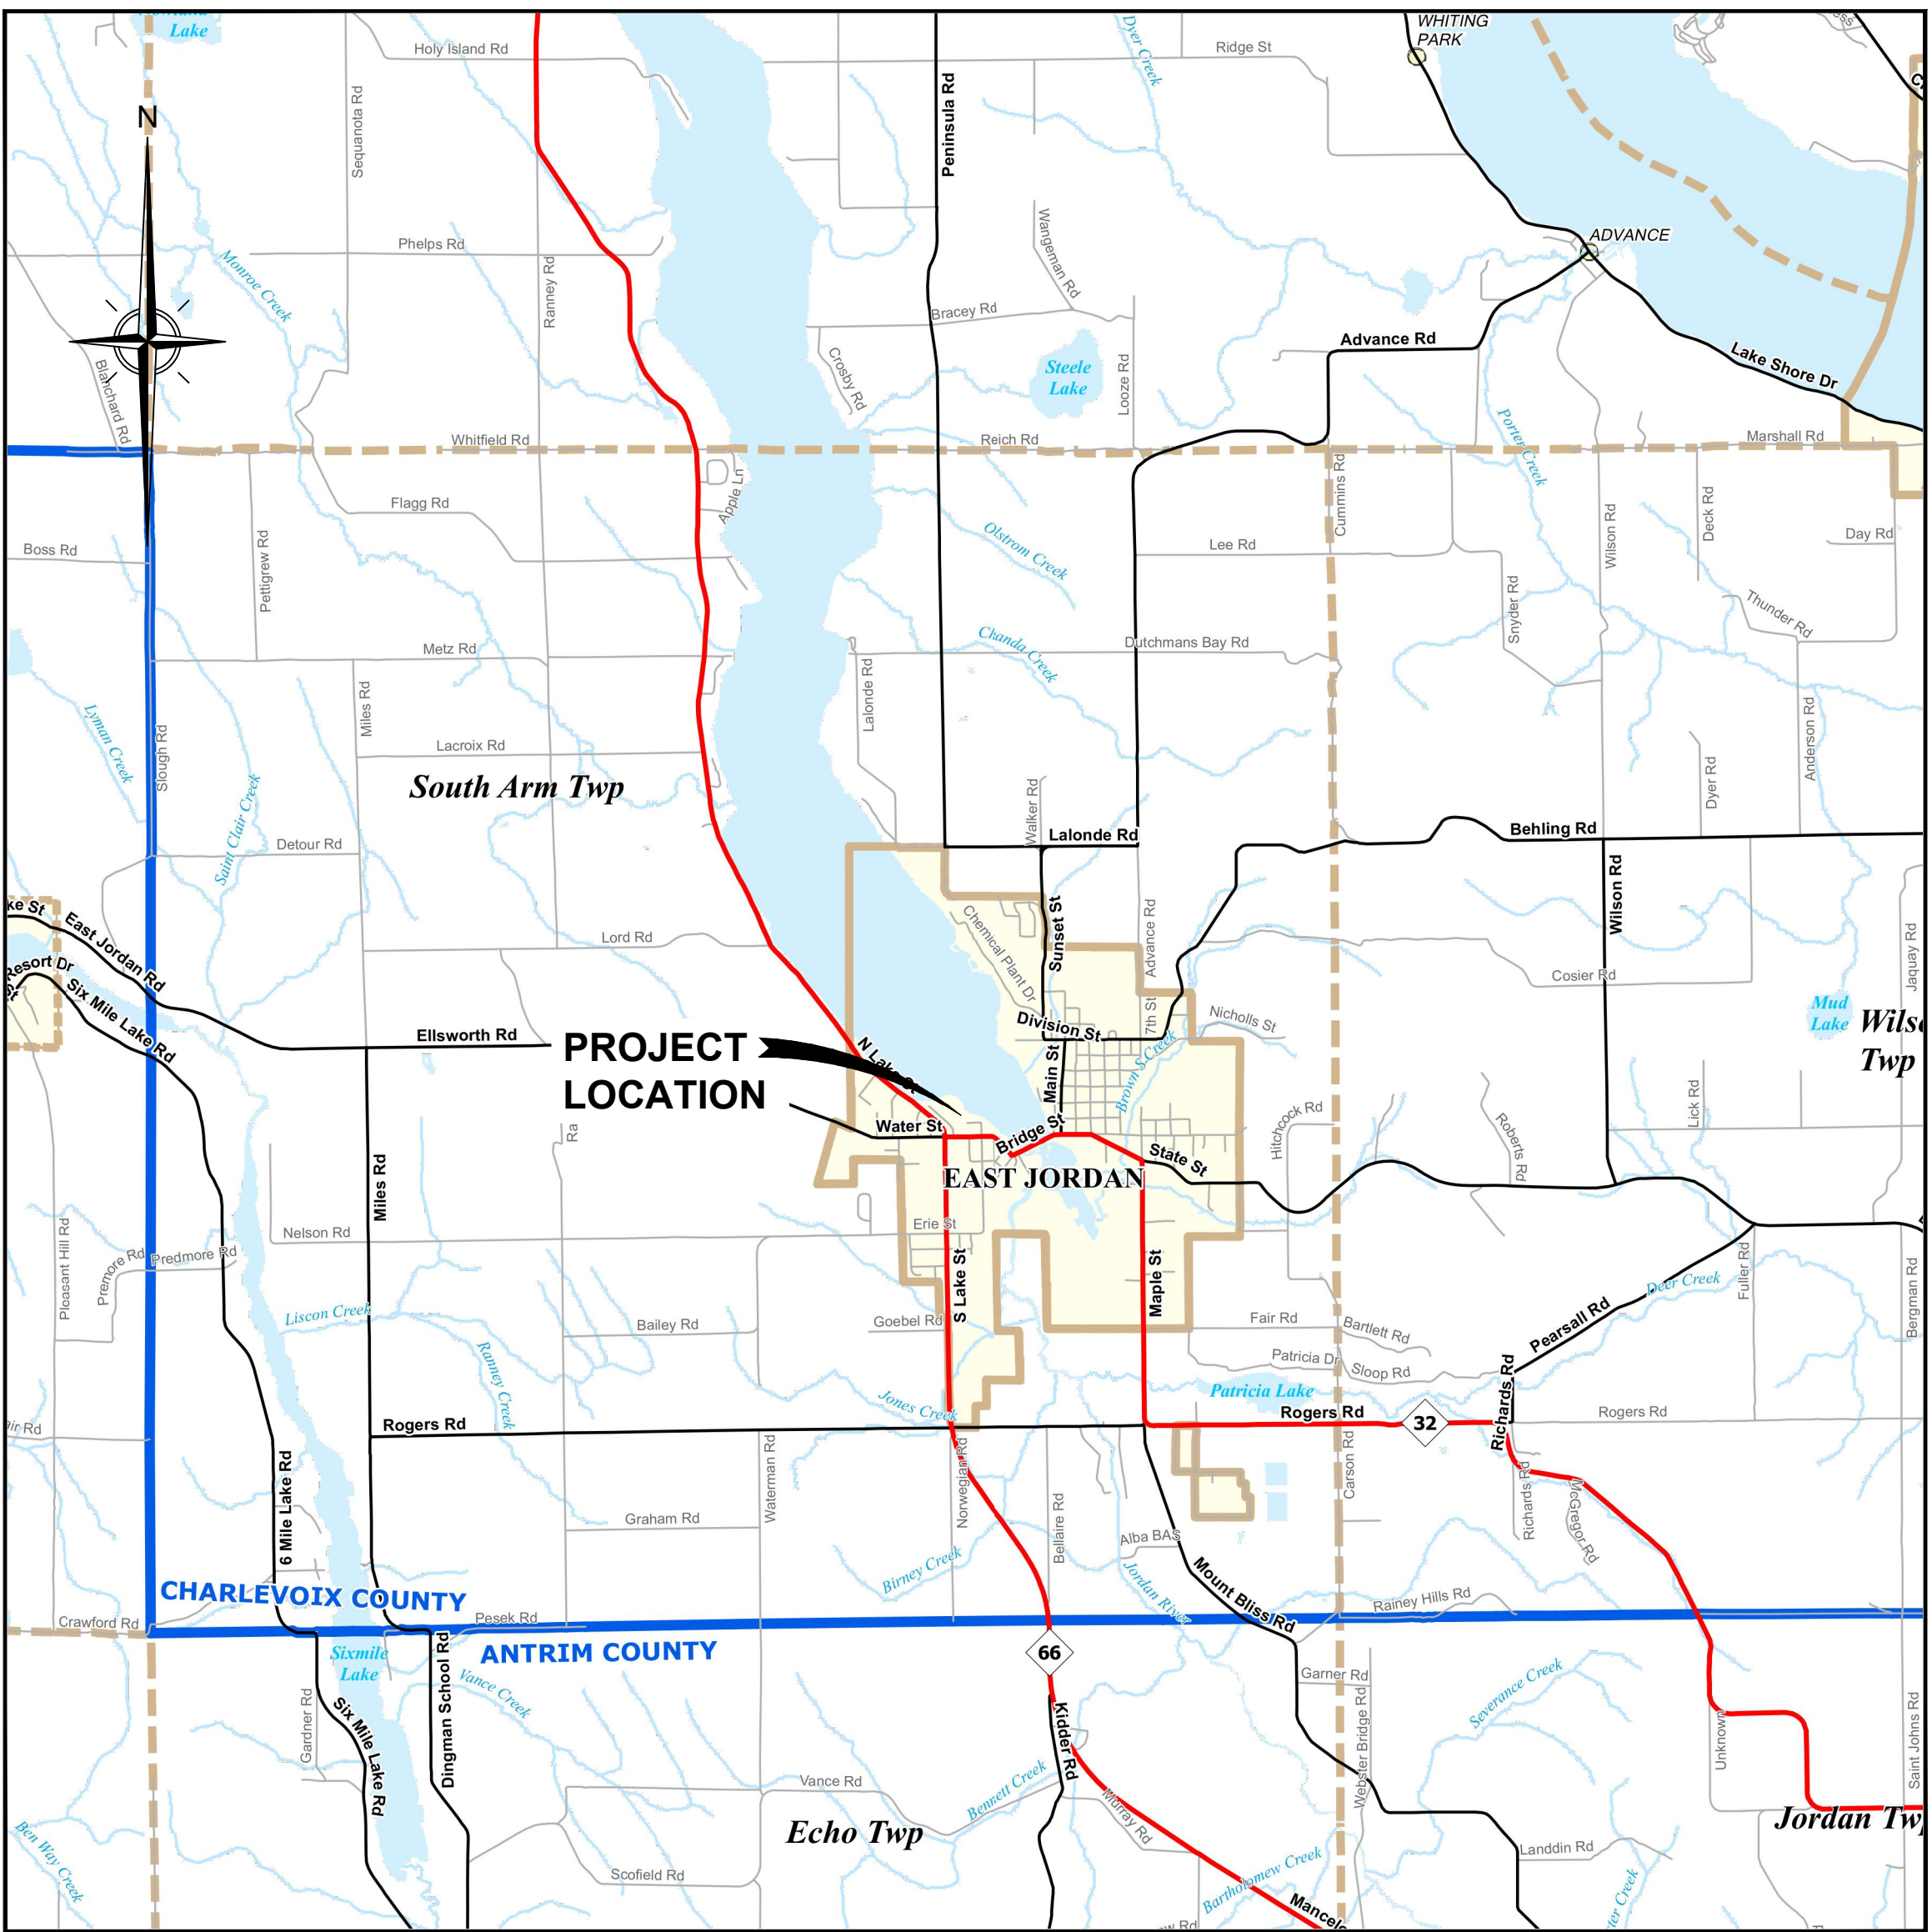 Lake
Holy Island Rd
Dyer Creek
Ridge St
WHITING
PARK
N
Sequanota Rd
Peninsula Rd
Monroe Creek
Phelps Rd
Ranney Rd
Wangeman Rd
ADVANCE
Bracey Rd
Crosby Rd
Steele
Lake
Looze Rd
Advance Rd
Lake Shore Dr
Blanchard Rd
Whitfield Rd
Reich Rd
Porter Creek
Marshall Rd
Flagg Rd
Apple Ln
Cummins Rd
Boss Rd
Pettigrew Rd
Olstrom Creek
Lee Rd
Wilson Rd
Deck Rd
Day Rd
Snyder Rd
Thunder Rd
Metz Rd
Chanda Creek
Dutchmans Bay Rd
Lyman Creek
Slough Rd
Miles Rd
Lalonde Rd
Lacroix Rd
South Arm Twp
Saint Clair Creek
Dyer Rd
Anderson Rd
Detour Rd
Walker Rd
Lalonde Rd
Behling Rd
Wilson Rd
ke St
East Jordan Rd
Lord Rd
Chemical Plant Dr
Sunset St
Advance Rd
Jaquay Rd
Resort Dr
St
Six Mile Lake Rd
Cosier Rd
Mud
Lake
Wils
Twp
Ellsworth Rd
PROJECT
LOCATION
N Lake St
Division St
7th St
Nicholls St
Main St
Brown S Creek
Water St
Bridge St
State St
Hitchcock Rd
Roberts Rd
Lick Rd
Ra
EAST JORDAN
Miles Rd
Pleasant Hill Rd
Premore Rd
Predmore Rd
Nelson Rd
Erie St
S Lake St
Maple St
Fuller Rd
Deer Creek
Bergman Rd
Liscon Creek
Ranney Creek
Bailey Rd
Goebel Rd
Fair Rd
Bartlett Rd
Pearsall Rd
Patricia Dr
Sloop Rd
Patricia Lake
Jones Creek
Rogers Rd
Rogers Rd
32
Richards Rd
Rogers Rd
air Rd
6 Mile Lake Rd
Waterman Rd
Norwegian Rd
Bellaire Rd
Carson Rd
Richards Rd
McGregor Rd
Graham Rd
Alba BAS
Birney Creek
Jordan River
Mount Bliss Rd
Rainey Hills Rd
CHARLEVOIX COUNTY
Crawford Rd
Pesek Rd
ANTRIM COUNTY
66
Sixmile
Lake
Vance Creek
Gardner Rd
Six Mile Lake Rd
Dingman School Rd
Kidder Rd
Garner Rd
Webster Bridge Rd
Severance Creek
Unknown
Saint Johns Rd
Vance Rd
Bennett Creek
Murray Rd
Echo Twp
Jordan Tw
Ben Way Creek
Scofield Rd
Bartholomew Creek
Landdin Rd
Mancelo
w Rd
ter Creek